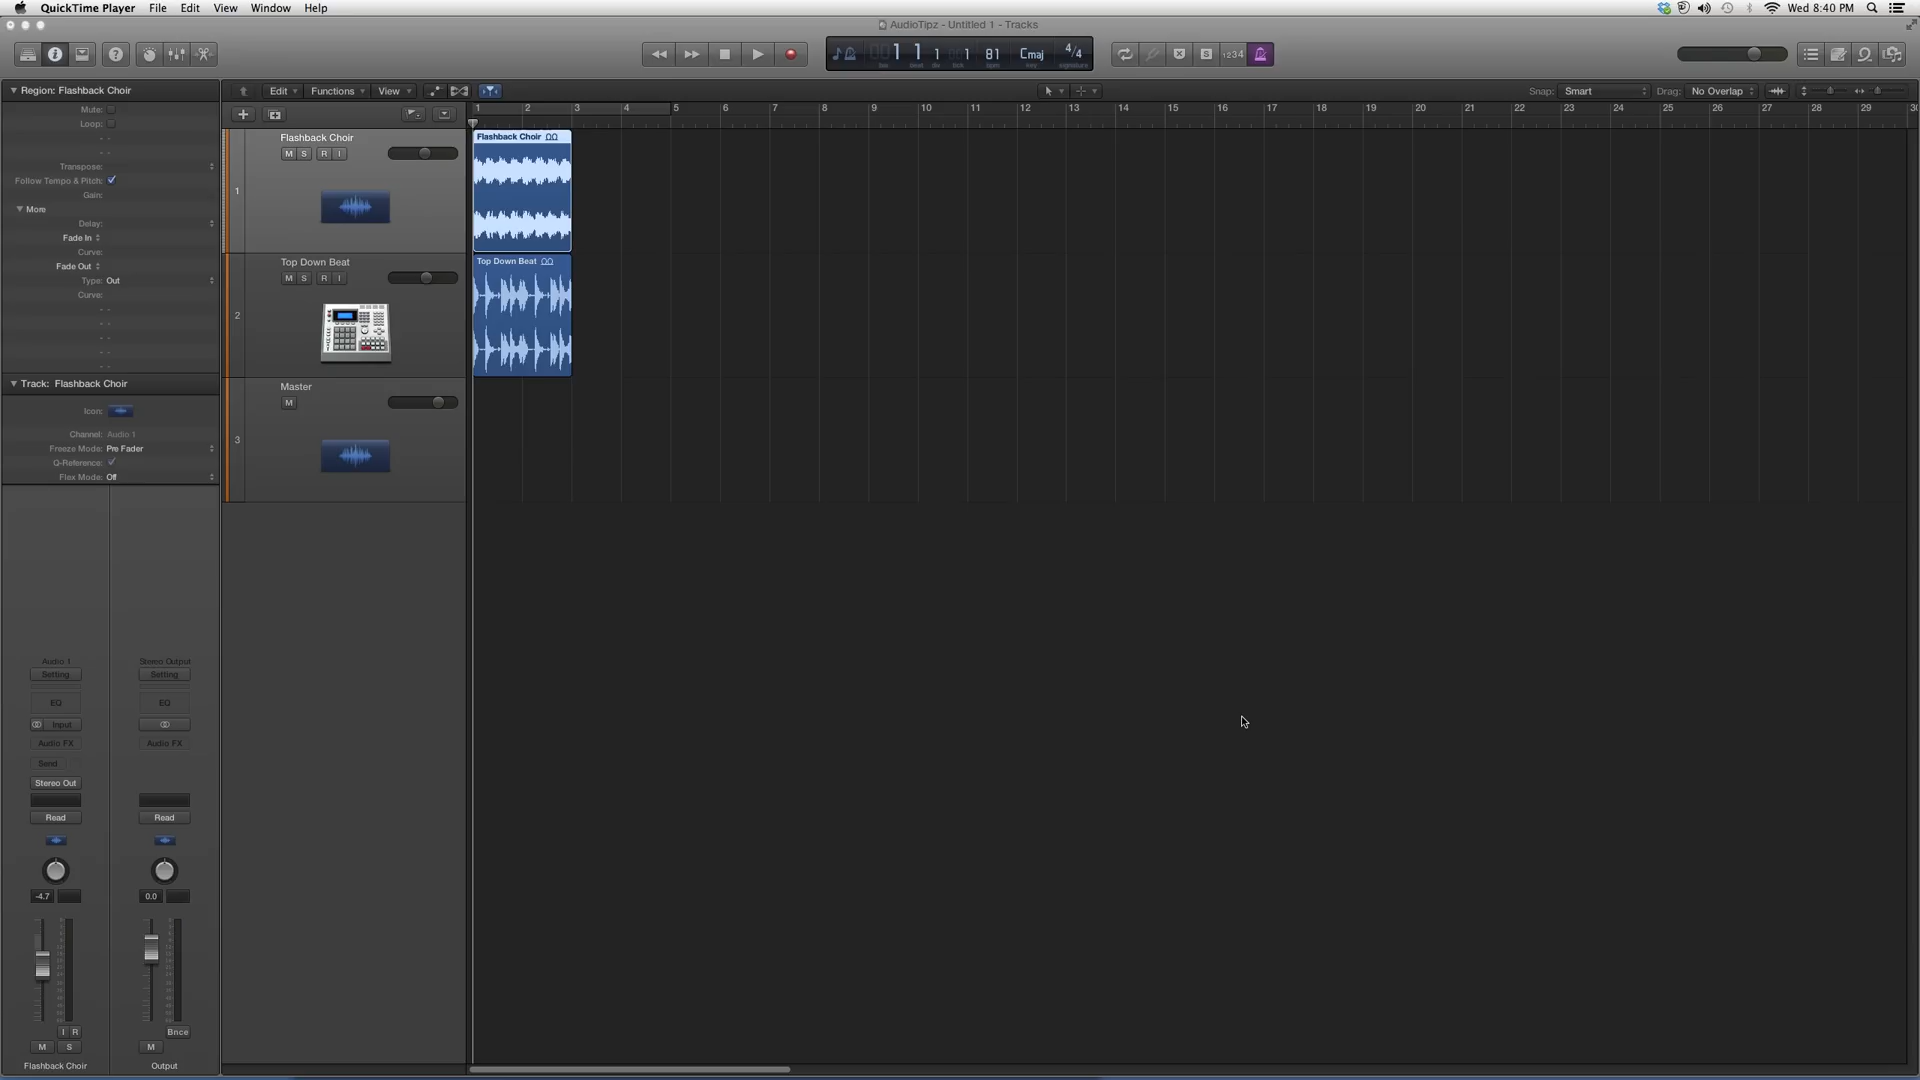 QuickTime Player File Edit View Window Help Wed 8:40 PM
AudioTipz - Untitled 1 - Tracks
1 1 1 1 81 Cmaj 4/4
1234
Region: Flashback Choir
Edit Functions View Snap: Smart Drag: No Overlap
Mute:
Loop:
1 2 3 4 5 6 7 8 9 10 11 12 13 14 15 16 17 18 19 20 21 22 23 24 25 26 27 28 29 30
Transpose:
Follow Tempo & Pitch:
Gain:
More
Delay:
Fade In
Curve:
Fade Out
Type: Out
Curve:
1 Flashback Choir
M S R I
Flashback Choir
2 Top Down Beat
M S R I
Top Down Beat
3 Master
M
Track: Flashback Choir
Icon:
Channel: Audio 1
Freeze Mode: Pre Fader
Q-Reference:
Flex Mode: Off
Audio 1 Stereo Output
Setting Setting
EQ EQ
Input
Audio FX Audio FX
Send
Stereo Out
Read Read
-4.7 0.0
I R Bnce
M S M
Flashback Choir Output